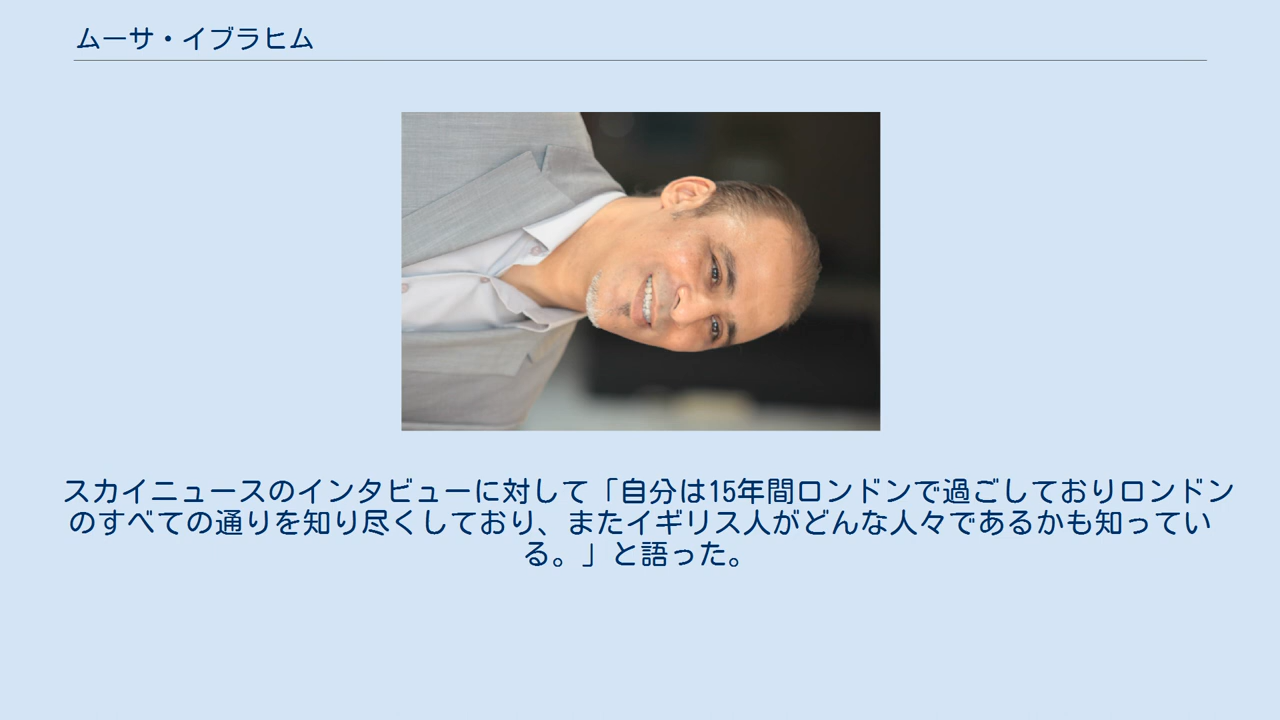 ムーサ・イブラヒム
スカイニュースのインタビューに対して「自分は15年間ロンドンで過ごしておりロンドン
のすべての通りを知り尽くしており、またイギリス人がどんな人々であるかも知ってい
る。」と語った。